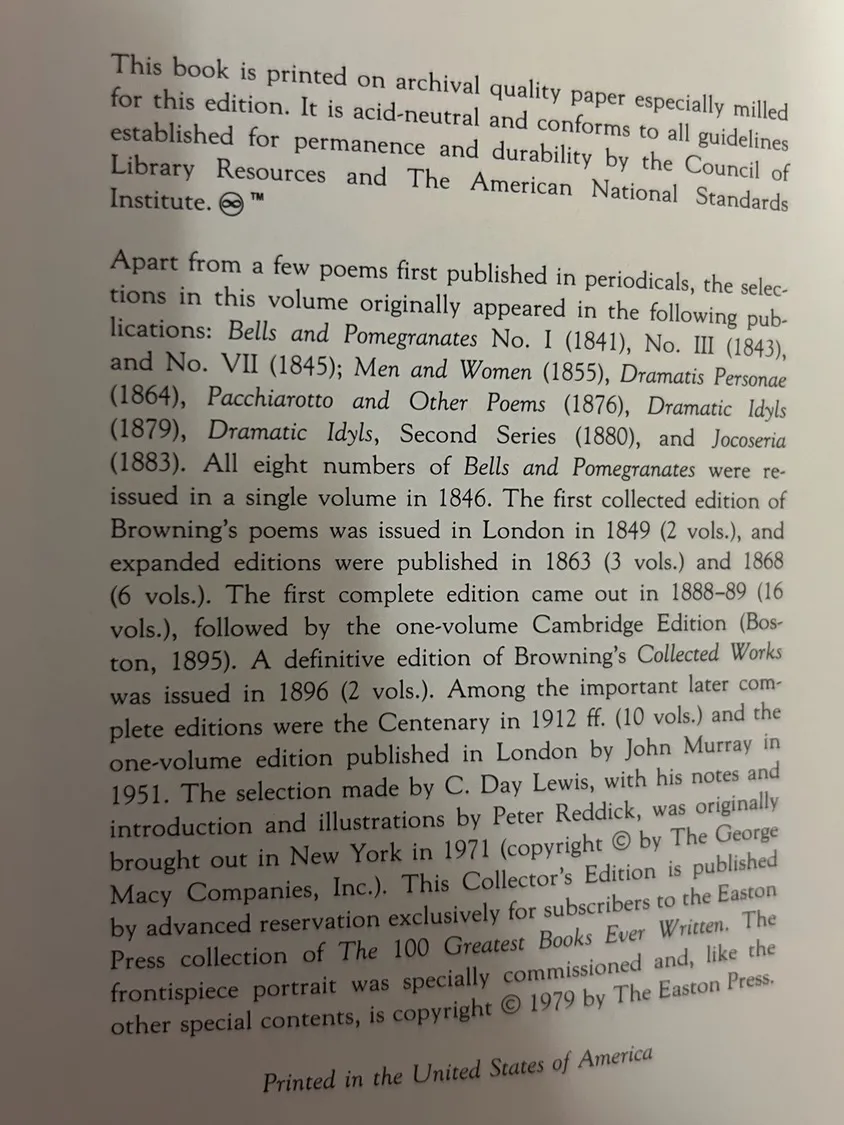 This book is printed on archival quality paper especially milled
for this edition. It is acid-neutral and conforms to all guidelines
established for permanence and durability by the Council of
Library Resources and The American National Standards
Institute. ♾ ™
Apart from a few poems first published in periodicals, the selec-
tions in this volume originally appeared in the following pub-
lications: Bells and Pomegranates No. I (1841), No. III (1843),
and No. VII (1845); Men and Women (1855), Dramatis Personae
(1864), Pacchiarotto and Other Poems (1876), Dramatic Idyls
(1879), Dramatic Idyls, Second Series (1880), and Jocoseria
(1883). All eight numbers of Bells and Pomegranates were re-
issued in a single volume in 1846. The first collected edition of
Browning's poems was issued in London in 1849 (2 vols.), and
expanded editions were published in 1863 (3 vols.) and 1868
(6 vols.). The first complete edition came out in 1888–89 (16
vols.), followed by the one-volume Cambridge Edition (Bos-
ton, 1895). A definitive edition of Browning's Collected Works
was issued in 1896 (2 vols.). Among the important later com-
plete editions were the Centenary in 1912 ff. (10 vols.) and the
one-volume edition published in London by John Murray in
1951. The selection made by C. Day Lewis, with his notes and
introduction and illustrations by Peter Reddick, was originally
brought out in New York in 1971 (copyright © by The George
Macy Companies, Inc.). This Collector's Edition is published
by advanced reservation exclusively for subscribers to the Easton
Press collection of The 100 Greatest Books Ever Written. The
frontispiece portrait was specially commissioned and, like the
other special contents, is copyright © 1979 by The Easton Press.
Printed in the United States of America